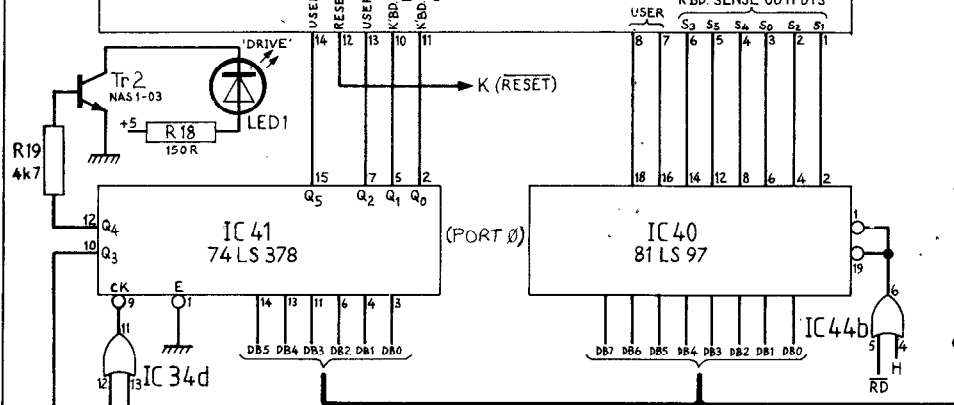 USER RESE USER K'BD. K'BD.
14 12 13 10 11
USER K'BD. SENSE OUTPUTS
S3 S5 S4 S0 S2 S1
8 7 6 5 4 3 2 1
'DRIVE'
Tr2
NAS1-03
LED1
K (RESET)
+5 R18
150R
R19
4k7
15 7 5 2
Q5 Q2 Q1 Q0
18 16 14 12 8 6 4 2
12 Q4
10 Q3
IC 41
74 LS 378
(PORT 0)
IC 40
81 LS 97
1
19
CK E
9 1
14 13 11 6 4 3
11
6
IC 44b
DB5 DB4 DB3 DB2 DB1 DB0
DB7 DB6 DB5 DB4 DB3 DB2 DB1 DB0
5 4
12 13
IC 34d
H
RD